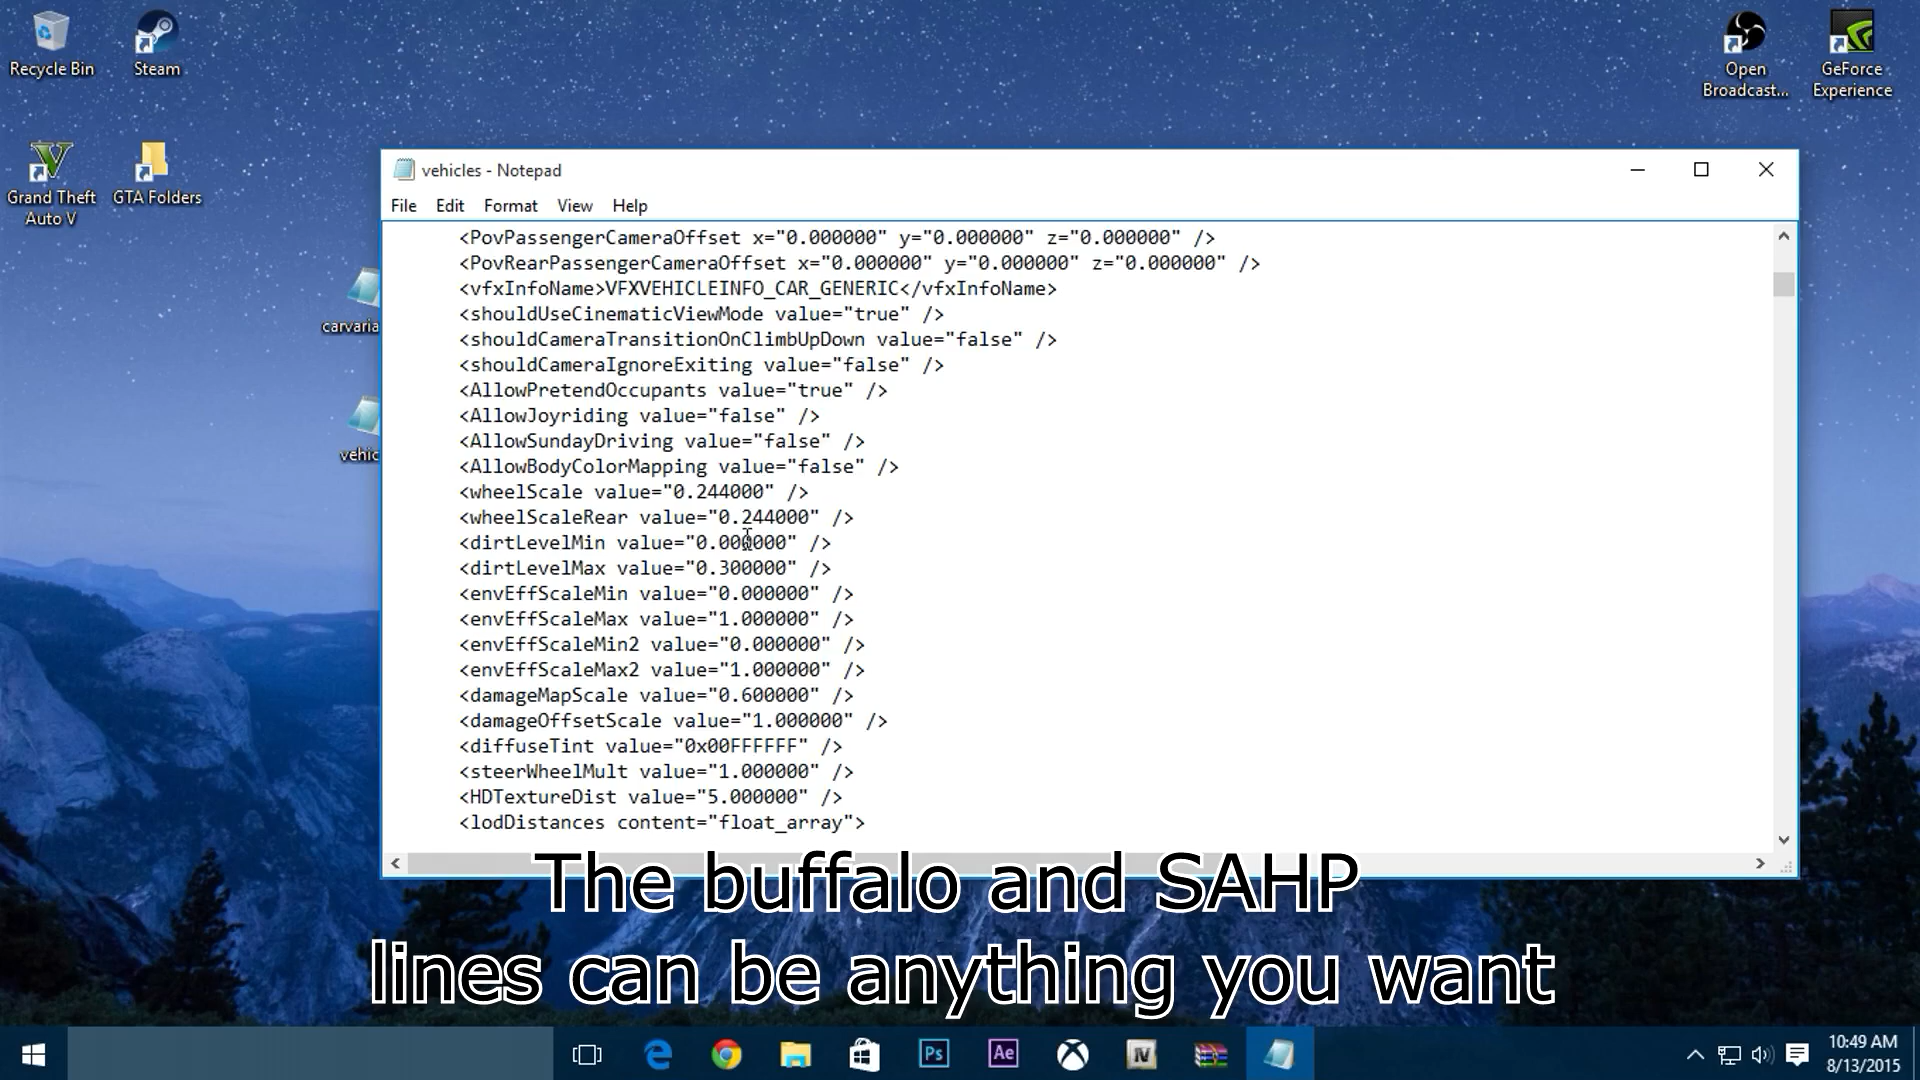 Recycle Bin
Steam
Open
Broadcast...
GeForce
Experience
Grand Theft
Auto V
GTA Folders
carvaria
vehic
vehicles - Notepad
File Edit Format View Help
<PovPassengerCameraOffset x="0.000000" y="0.000000" z="0.000000" />
<PovRearPassengerCameraOffset x="0.000000" y="0.000000" z="0.000000" />
<vfxInfoName>VFXVEHICLEINFO_CAR_GENERIC</vfxInfoName>
<shouldUseCinematicViewMode value="true" />
<shouldCameraTransitionOnClimbUpDown value="false" />
<shouldCameraIgnoreExiting value="false" />
<AllowPretendOccupants value="true" />
<AllowJoyriding value="false" />
<AllowSundayDriving value="false" />
<AllowBodyColorMapping value="false" />
<wheelScale value="0.244000" />
<wheelScaleRear value="0.244000" />
<dirtLevelMin value="0.000000" />
<dirtLevelMax value="0.300000" />
<envEffScaleMin value="0.000000" />
<envEffScaleMax value="1.000000" />
<envEffScaleMin2 value="0.000000" />
<envEffScaleMax2 value="1.000000" />
<damageMapScale value="0.600000" />
<damageOffsetScale value="1.000000" />
<diffuseTint value="0x00FFFFFF" />
<steerWheelMult value="1.000000" />
<HDTextureDist value="5.000000" />
<lodDistances content="float_array">
The buffalo and SAHP
lines can be anything you want
Ps
Ae
IV
10:49 AM
8/13/2015